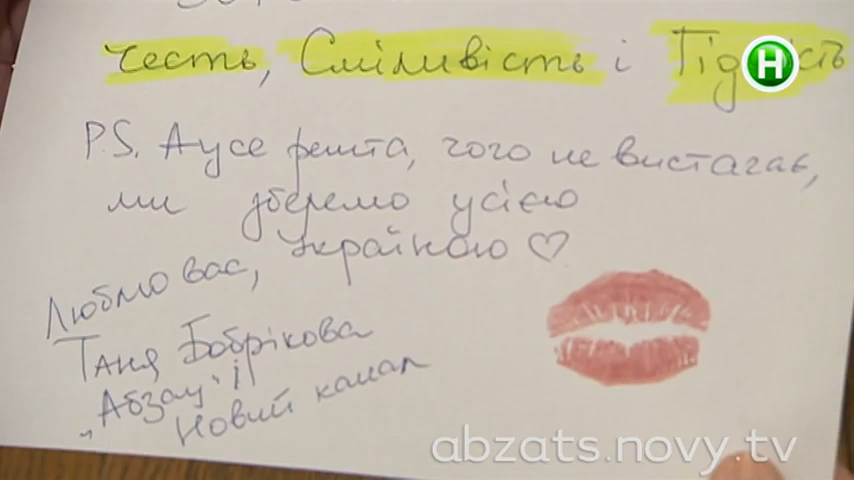 Честь, Сміливість і Гідність
P.S. А усе решта, чого не вистачає,
ми зберемо усією
Україною ♡
Люблю вас,
Таня Бобрікова
"Абзац" і
Новий канал
Н
abzats.novy.tv